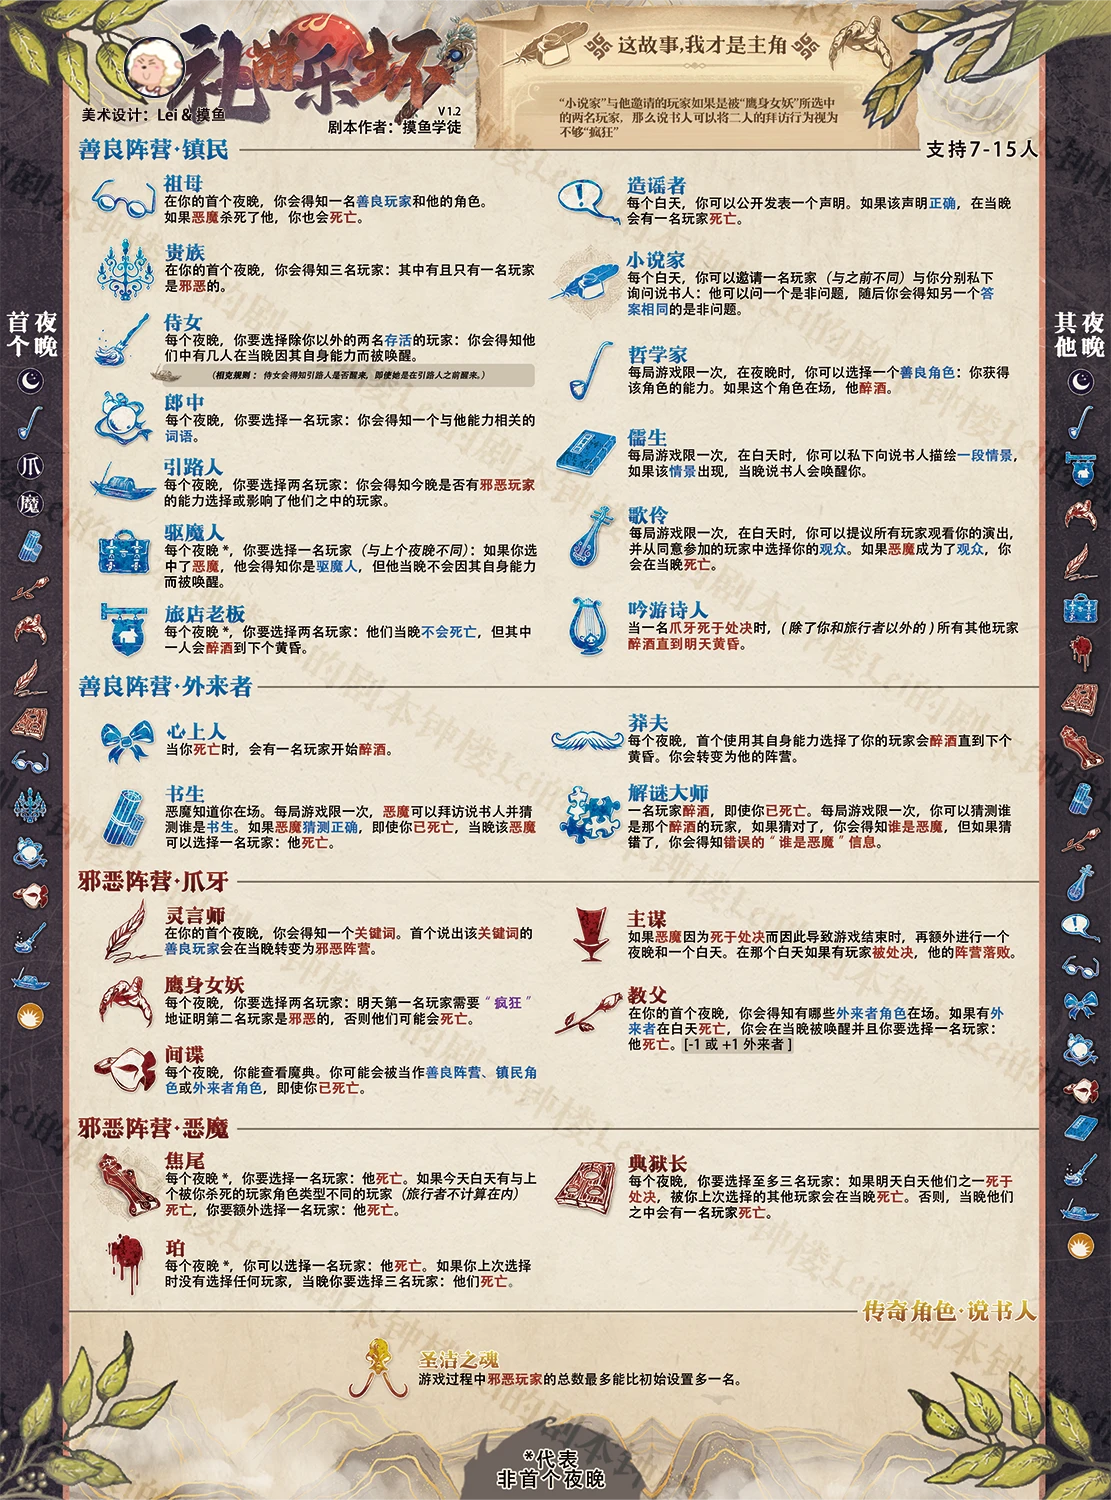 礼萌乐坏
V1.2
美术设计：Lei & 摸鱼
剧本作者：摸鱼学徒
这故事,我才是主角
“小说家”与他邀请的玩家如果是被“鹰身女妖”所选中
的两名玩家，那么说书人可以将二人的拜访行为视为
不够“疯狂”
善良阵营·镇民
支持7-15人
祖母
在你的首个夜晚，你会得知一名善良玩家和他的角色。
如果恶魔杀死了他，你也会死亡。
贵族
在你的首个夜晚，你会得知三名玩家：其中有且只有一名玩家
是邪恶的。
侍女
每个夜晚，你要选择除你以外的两名存活的玩家：你会得知他
们中有几人在当晚因其自身能力而被唤醒。
（相克规则： 侍女会得知引路人是否醒来，即使她是在引路人之前醒来。）
郎中
每个夜晚，你要选择一名玩家：你会得知一个与他能力相关的
词语。
引路人
每个夜晚，你要选择两名玩家：你会得知今晚是否有邪恶玩家
的能力选择或影响了他们之中的玩家。
驱魔人
每个夜晚 *，你要选择一名玩家（与上个夜晚不同）：如果你选
中了恶魔，他会得知你是驱魔人，但他当晚不会因其自身能力
而被唤醒。
旅店老板
每个夜晚 *，你要选择两名玩家：他们当晚不会死亡，但其中
一人会醉酒到下个黄昏。
造谣者
每个白天，你可以公开发表一个声明。如果该声明正确，在当晚
会有一名玩家死亡。
小说家
每个白天，你可以邀请一名玩家（与之前不同）与你分别私下
询问说书人：他可以问一个是非问题，随后你会得知另一个答
案相同的是非问题。
哲学家
每局游戏限一次，在夜晚时，你可以选择一个善良角色：你获得
该角色的能力。如果这个角色在场，他醉酒。
儒生
每局游戏限一次，在白天时，你可以私下向说书人描绘一段情景，
如果该情景出现，当晚说书人会唤醒你。
歌伶
每局游戏限一次，在白天时，你可以提议所有玩家观看你的演出，
并从同意参加的玩家中选择你的观众。如果恶魔成为了观众，你
会在当晚死亡。
吟游诗人
当一名爪牙死于处决时，( 除了你和旅行者以外的 ) 所有其他玩家
醉酒直到明天黄昏。
善良阵营·外来者
心上人
当你死亡时，会有一名玩家开始醉酒。
书生
恶魔知道你在场。每局游戏限一次，恶魔可以拜访说书人并猜
测谁是书生。如果恶魔猜测正确，即使你已死亡，当晚该恶魔
可以选择一名玩家：他死亡。
莽夫
每个夜晚，首个使用其自身能力选择了你的玩家会醉酒直到下个
黄昏。你会转变为他的阵营。
解谜大师
一名玩家醉酒，即使你已死亡。每局游戏限一次，你可以猜测谁
是那个醉酒的玩家，如果猜对了，你会得知谁是恶魔，但如果猜
错了，你会得知错误的“谁是恶魔”信息。
邪恶阵营·爪牙
灵言师
在你的首个夜晚，你会得知一个关键词。首个说出该关键词的
善良玩家会在当晚转变为邪恶阵营。
鹰身女妖
每个夜晚，你要选择两名玩家：明天第一名玩家需要“疯狂”
地证明第二名玩家是邪恶的，否则他们可能会死亡。
间谍
每个夜晚，你能查看魔典。你可能会被当作善良阵营、镇民角
色或外来者角色，即使你已死亡。
主谋
如果恶魔因为死于处决而因此导致游戏结束时，再额外进行一个
夜晚和一个白天。在那个白天如果有玩家被处决，他的阵营落败。
教父
在你的首个夜晚，你会得知有哪些外来者角色在场。如果有外
来者在白天死亡，你会在当晚被唤醒并且你要选择一名玩家：
他死亡。[-1 或 +1 外来者 ]
邪恶阵营·恶魔
焦尾
每个夜晚 *，你要选择一名玩家：他死亡。如果今天白天有与上
个被你杀死的玩家角色类型不同的玩家（旅行者不计算在内）
死亡，你要额外选择一名玩家：他死亡。
珀
每个夜晚 *，你可以选择一名玩家：他死亡。如果你上次选择
时没有选择任何玩家，当晚你要选择三名玩家：他们死亡。
典狱长
每个夜晚，你要选择至多三名玩家：如果明天白天他们之一死于
处决，被你上次选择的其他玩家会在当晚死亡。否则，当晚他们
之中会有一名玩家死亡。
传奇角色·说书人
圣洁之魂
游戏过程中邪恶玩家的总数最多能比初始设置多一名。
*代表
非首个夜晚
首个夜晚
爪
魔
其他夜晚